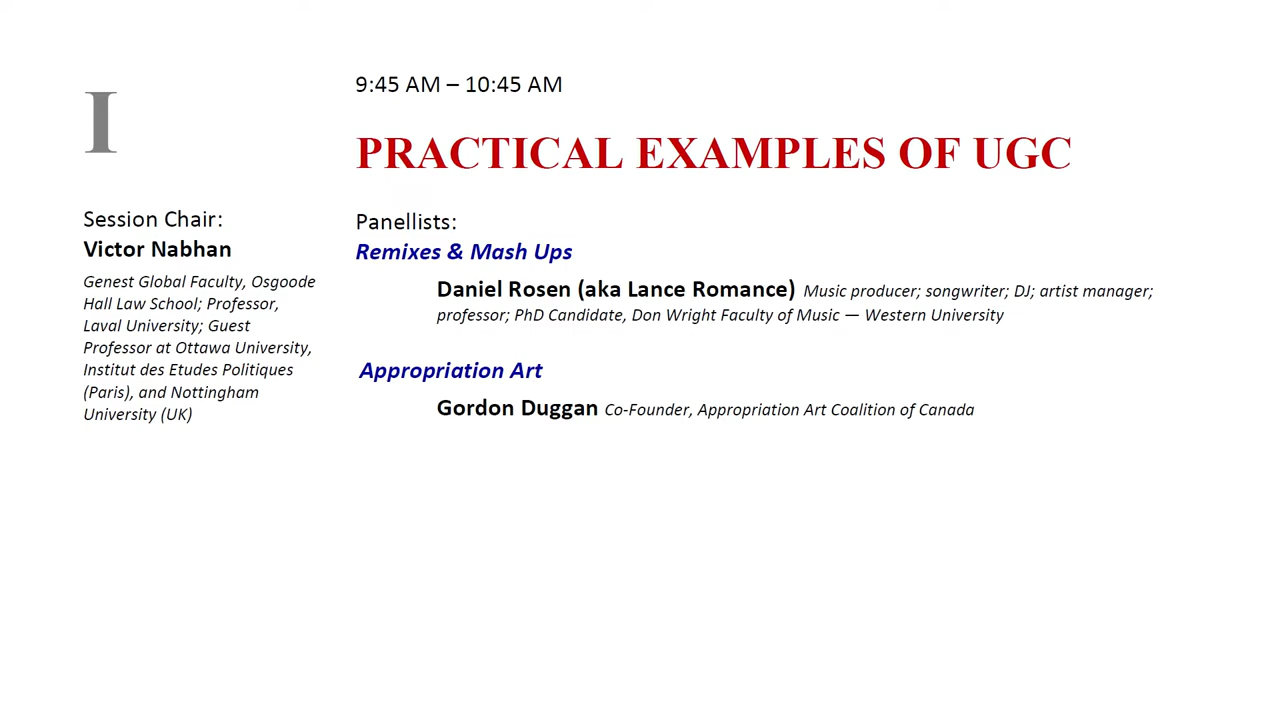 I
Session Chair:
Victor Nabhan
Genest Global Faculty, Osgoode
Hall Law School; Professor,
Laval University; Guest
Professor at Ottawa University,
Institut des Etudes Politiques
(Paris), and Nottingham
University (UK)
9:45 AM – 10:45 AM
PRACTICAL EXAMPLES OF UGC
Panellists:
Remixes & Mash Ups
Daniel Rosen (aka Lance Romance) Music producer; songwriter; DJ; artist manager;
professor; PhD Candidate, Don Wright Faculty of Music — Western University
Appropriation Art
Gordon Duggan Co-Founder, Appropriation Art Coalition of Canada